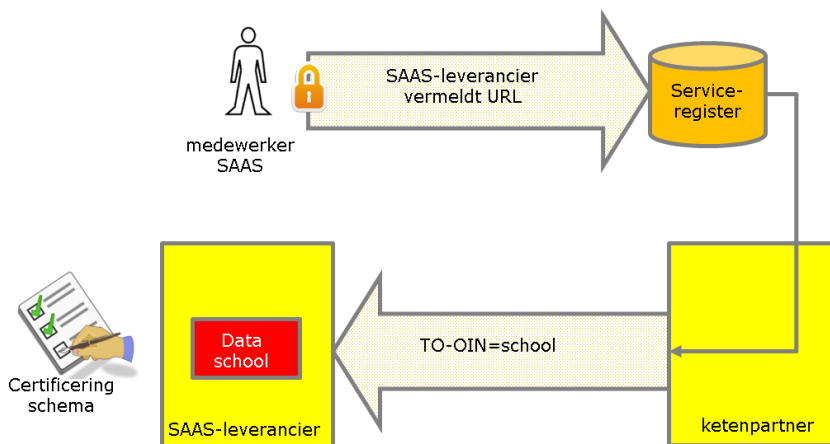 SAAS-leverancier
vermeldt URL
Service-
register
medewerker
SAAS
Data
school
TO-OIN=school
Certificering
schema
SAAS-leverancier
ketenpartner